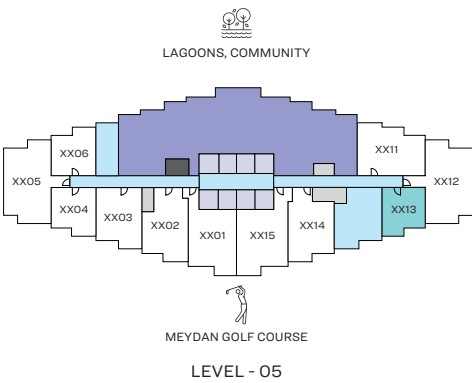 LAGOONS, COMMUNITY
XX06
XX11
XX05
XX12
XX04
XX03
XX13
XX02
XX14
XX01
XX15
MEYDAN GOLF COURSE
LEVEL - 05